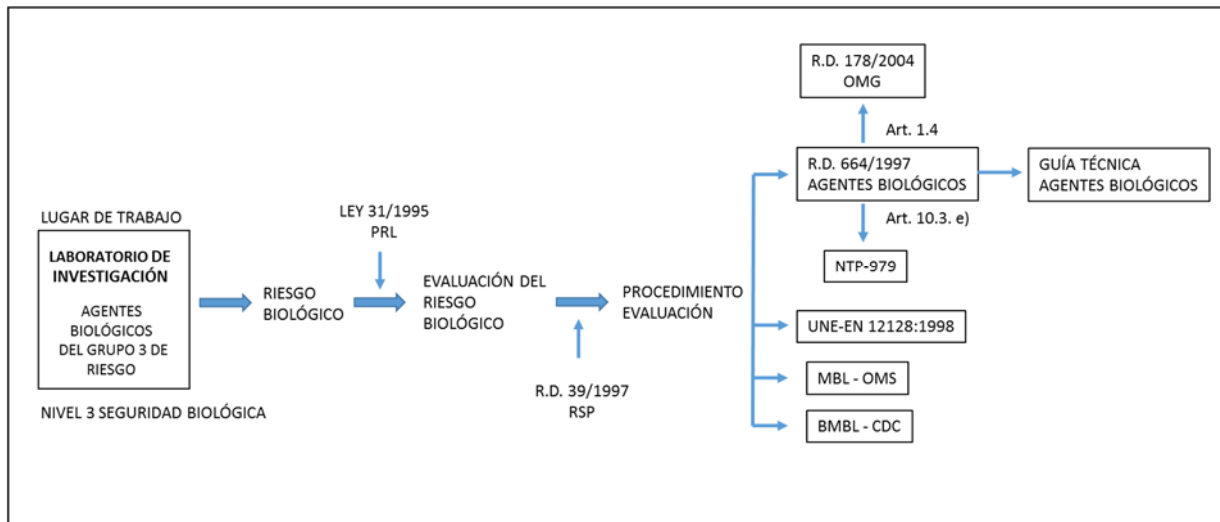 LUGAR DE TRABAJO
LABORATORIO DE
INVESTIGACIÓN
AGENTES
BIOLÓGICOS
DEL GRUPO 3 DE
RIESGO
NIVEL 3 SEGURIDAD BIOLÓGICA
RIESGO
BIOLÓGICO
LEY 31/1995
PRL
EVALUACIÓN DEL
RIESGO
BIOLÓGICO
R.D. 39/1997
RSP
PROCEDIMIENTO
EVALUACIÓN
R.D. 178/2004
OMG
Art. 1.4
R.D. 664/1997
AGENTES BIOLÓGICOS
GUÍA TÉCNICA
AGENTES BIOLÓGICOS
Art. 10.3. e)
NTP-979
UNE-EN 12128:1998
MBL - OMS
BMBL - CDC